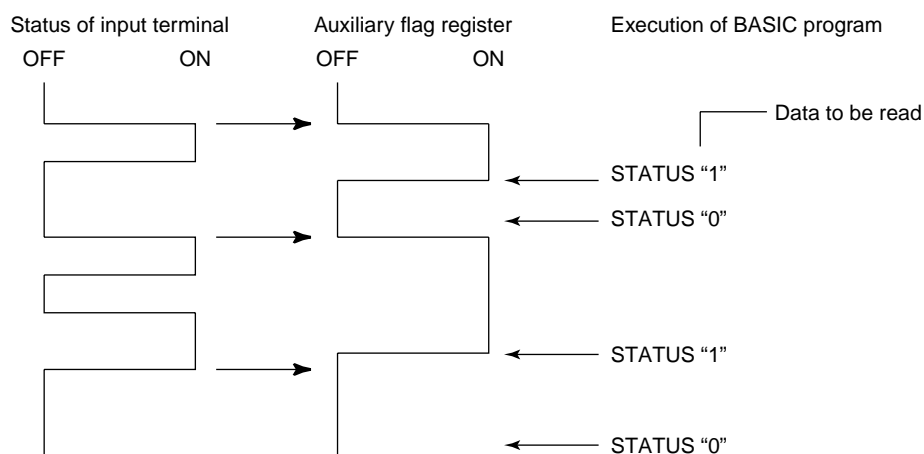 Status of input terminal Auxiliary flag register Execution of BASIC program
OFF ON OFF ON
Data to be read
STATUS “1”
STATUS “0”
STATUS “1”
STATUS “0”